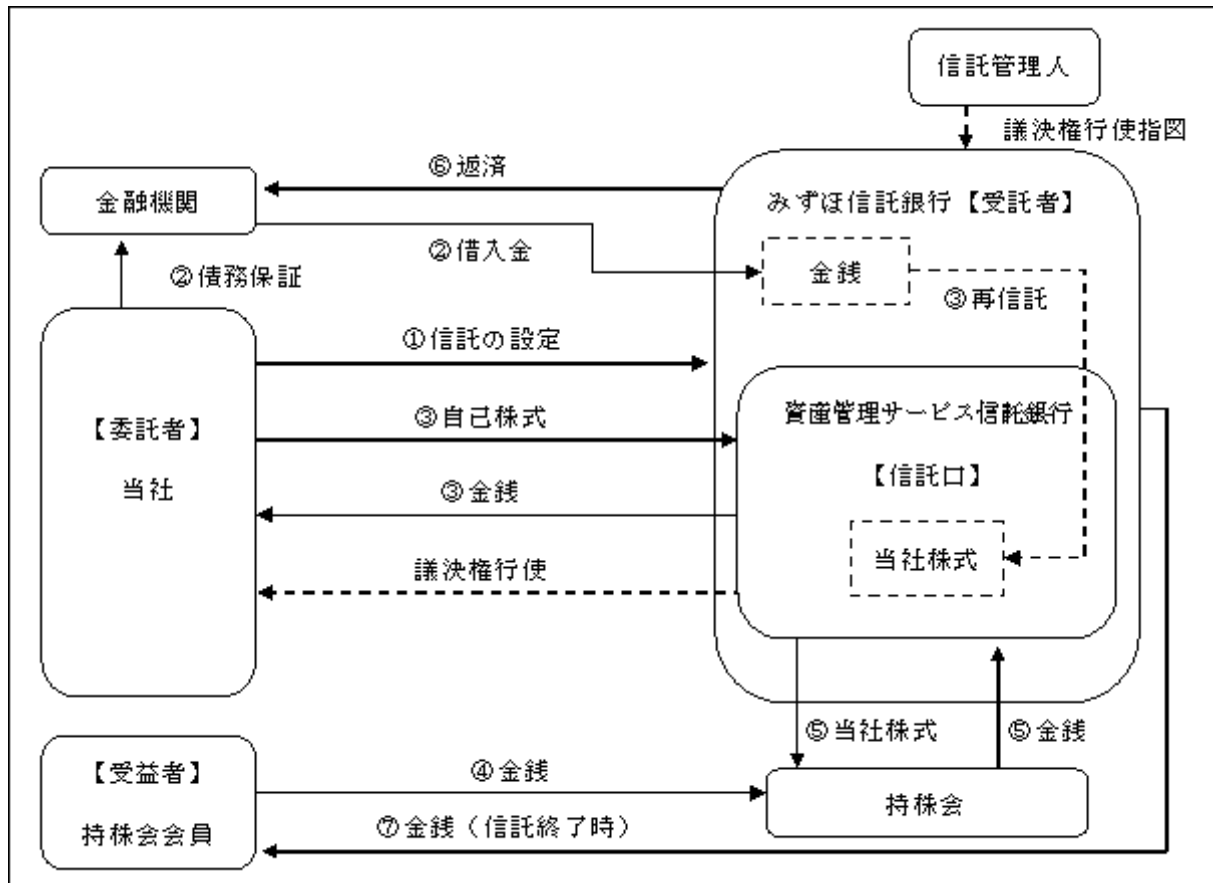 信託管理人
議決権行使指図
⑥返済
金融機関
みずほ信託銀行【受託者】
②借入金
金銭
②債務保証
③再信託
①信託の設定
【委託者】
当社
③自己株式
資産管理サービス信託銀行
【信託口】
③金銭
当社株式
議決権行使
⑤当社株式
⑤金銭
【受益者】
持株会会員
④金銭
持株会
⑦金銭（信託終了時）